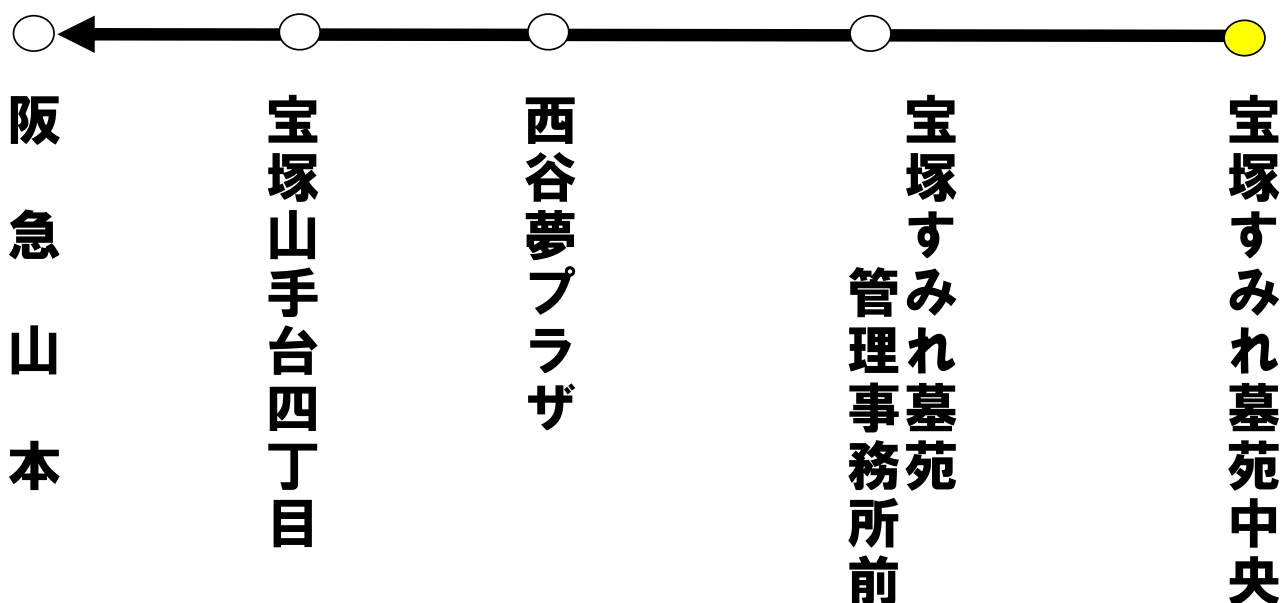 宝塚すみれ墓苑中央
宝塚すみれ墓苑
管理事務所前
西谷夢プラザ
宝塚山手台四丁目
阪急山本